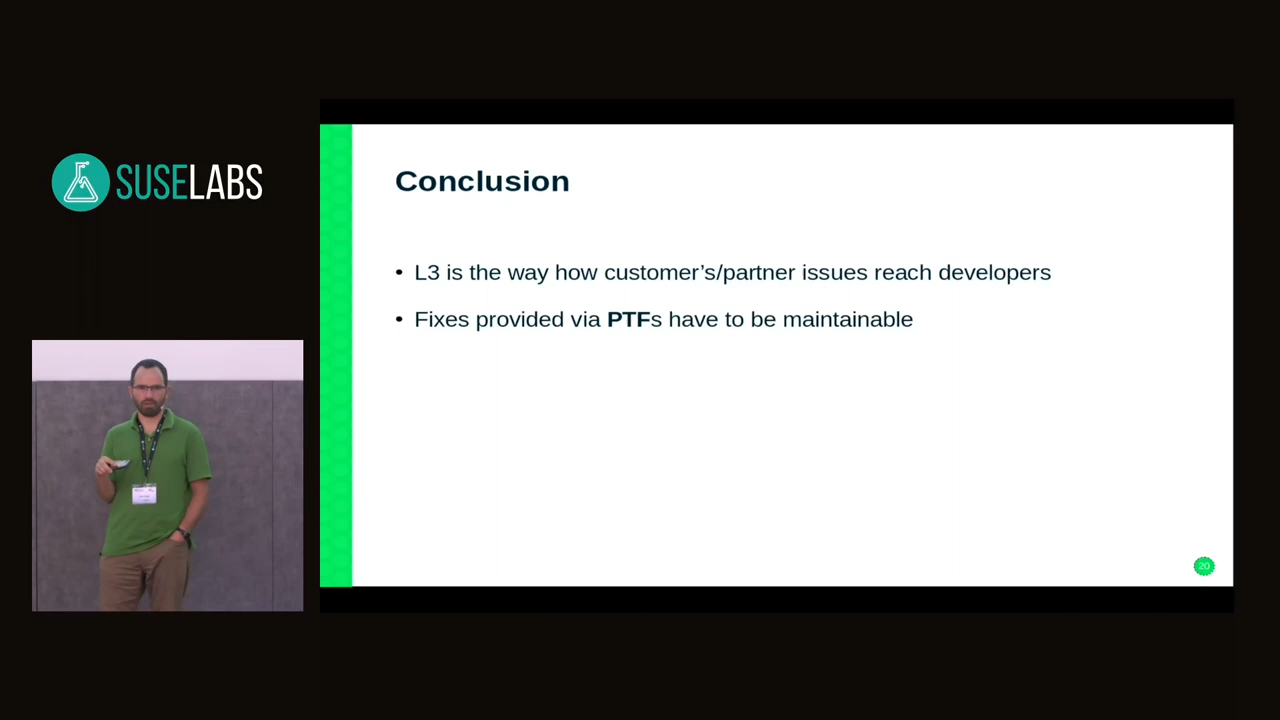 SUSELABS
Conclusion
• L3 is the way how customer’s/partner issues reach developers
• Fixes provided via PTFs have to be maintainable
20